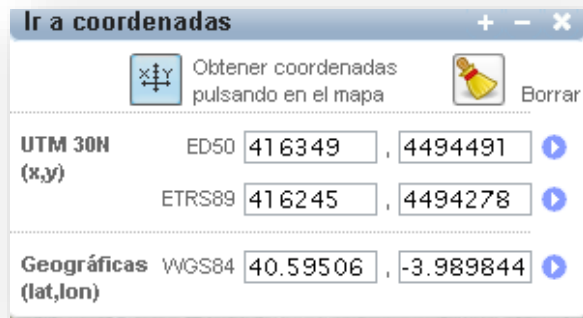 Ir a coordenadas + − ×
X Y Obtener coordenadas
pulsando en el mapa Borrar
UTM 30N ED50 416349 , 4494491
(x,y)
ETRS89 416245 , 4494278
Geográficas WGS84 40.59506 , -3.989844
(lat,lon)